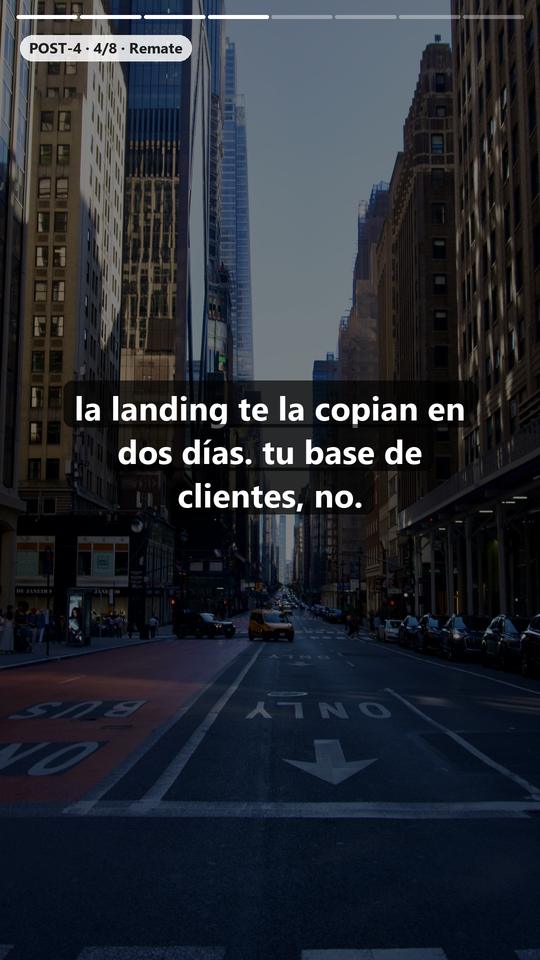 POST-4 · 4/8 · Remate
la landing te la copian en
dos días. tu base de
clientes, no.
ONLY
BUS
ONLY